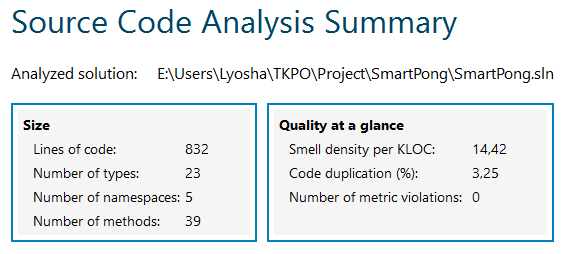 Source Code Analysis Summary
Analyzed solution: E:\Users\Lyosha\TKPO\Project\SmartPong\SmartPong.sln
Size
Lines of code: 832
Number of types: 23
Number of namespaces: 5
Number of methods: 39
Quality at a glance
Smell density per KLOC: 14,42
Code duplication (%): 3,25
Number of metric violations: 0